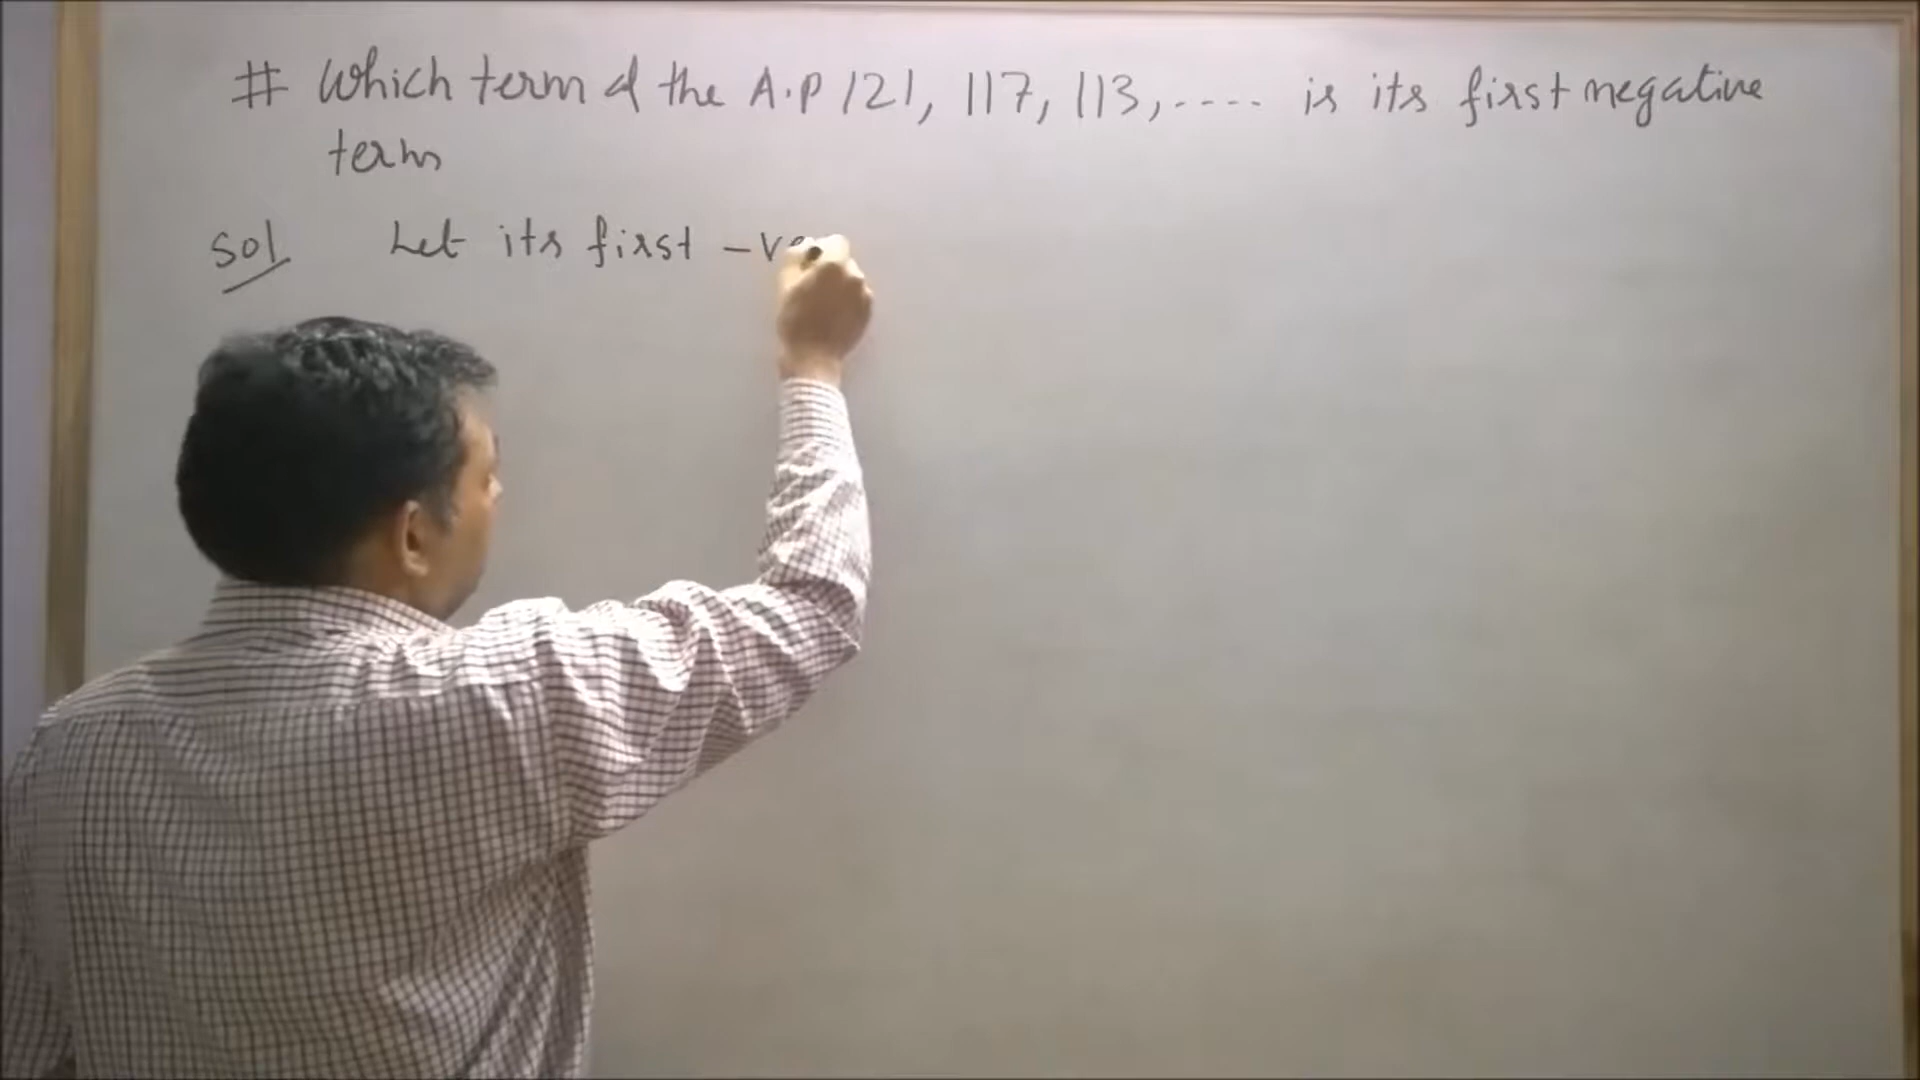 # Which term of the A.P 121, 117, 113, .... is its first negative
term
Sol Let its first -ve